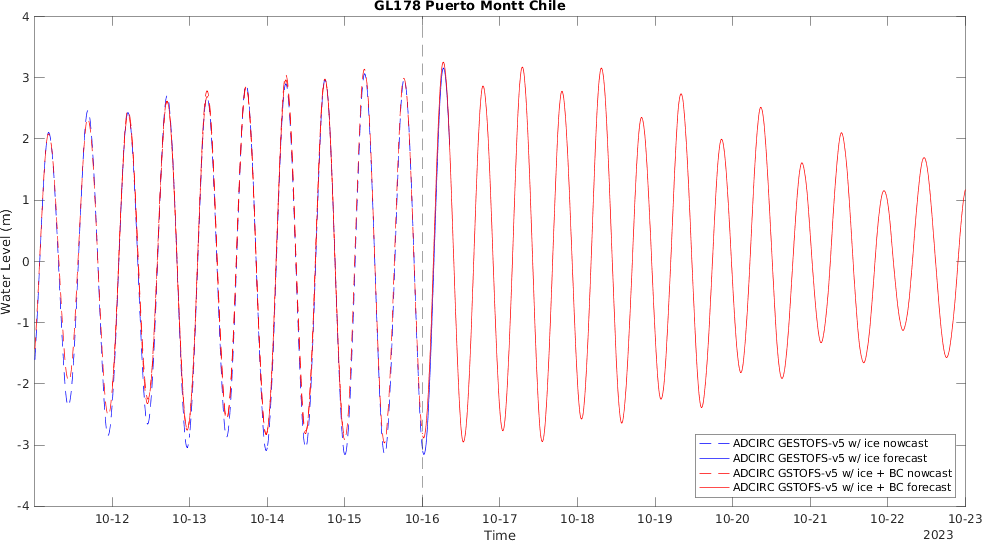 GL178 Puerto Montt Chile
4
3
2
1
0
-1
-2
-3
-4
Water Level (m)
ADCIRC GESTOFS-v5 w/ ice nowcast
ADCIRC GESTOFS-v5 w/ ice forecast
ADCIRC GSTOFS-v5 w/ ice + BC nowcast
ADCIRC GSTOFS-v5 w/ ice + BC forecast
10-12 10-13 10-14 10-15 10-16 10-17 10-18 10-19 10-20 10-21 10-22 10-23
Time 2023